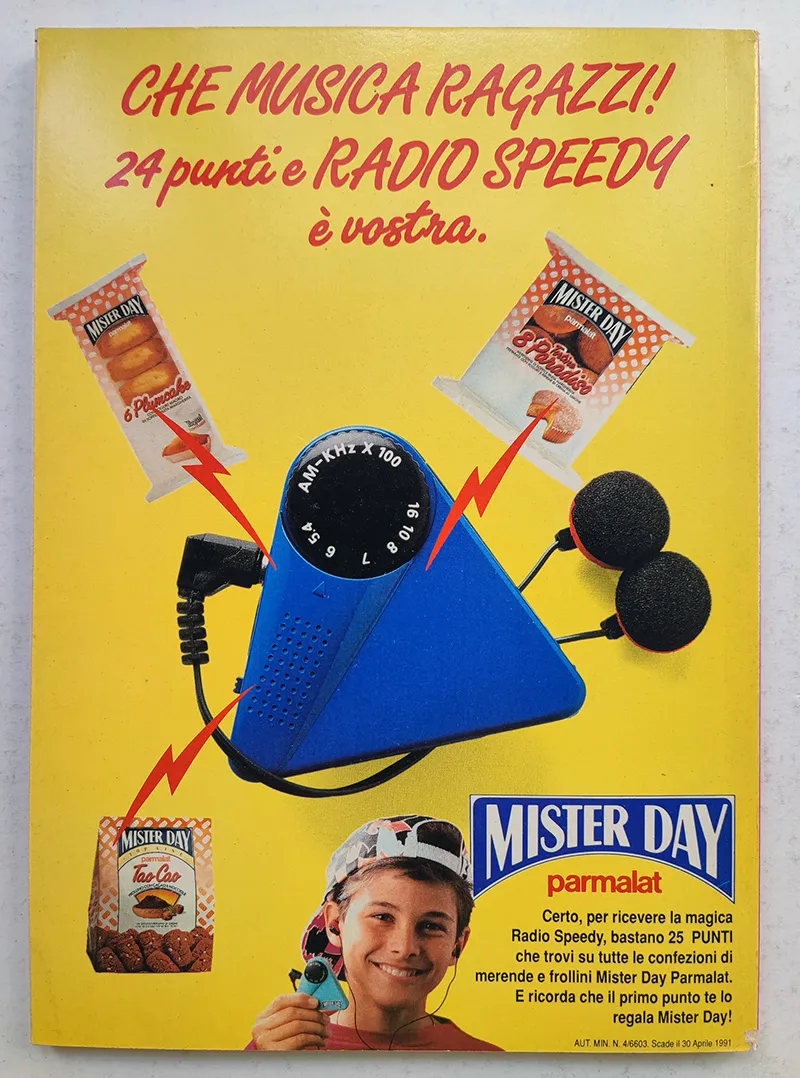 CHE MUSICA RAGAZZI!
24 punti e RADIO SPEEDY
è vostra.
MISTER DAY
parmalat
6 Plumcake
MISTER DAY
parmalat
8 Paradiso
AM-KHz X 100
16 10 8 7 6 5.4
MISTER DAY
TOP LINE
parmalat
Tao Cao
MISTER DAY
MISTER DAY
parmalat
Certo, per ricevere la magica
Radio Speedy, bastano 25 PUNTI
che trovi su tutte le confezioni di
merende e frollini Mister Day Parmalat.
E ricorda che il primo punto te lo
regala Mister Day!
AUT. MIN. N. 4/6603. Scade il 30 Aprile 1991